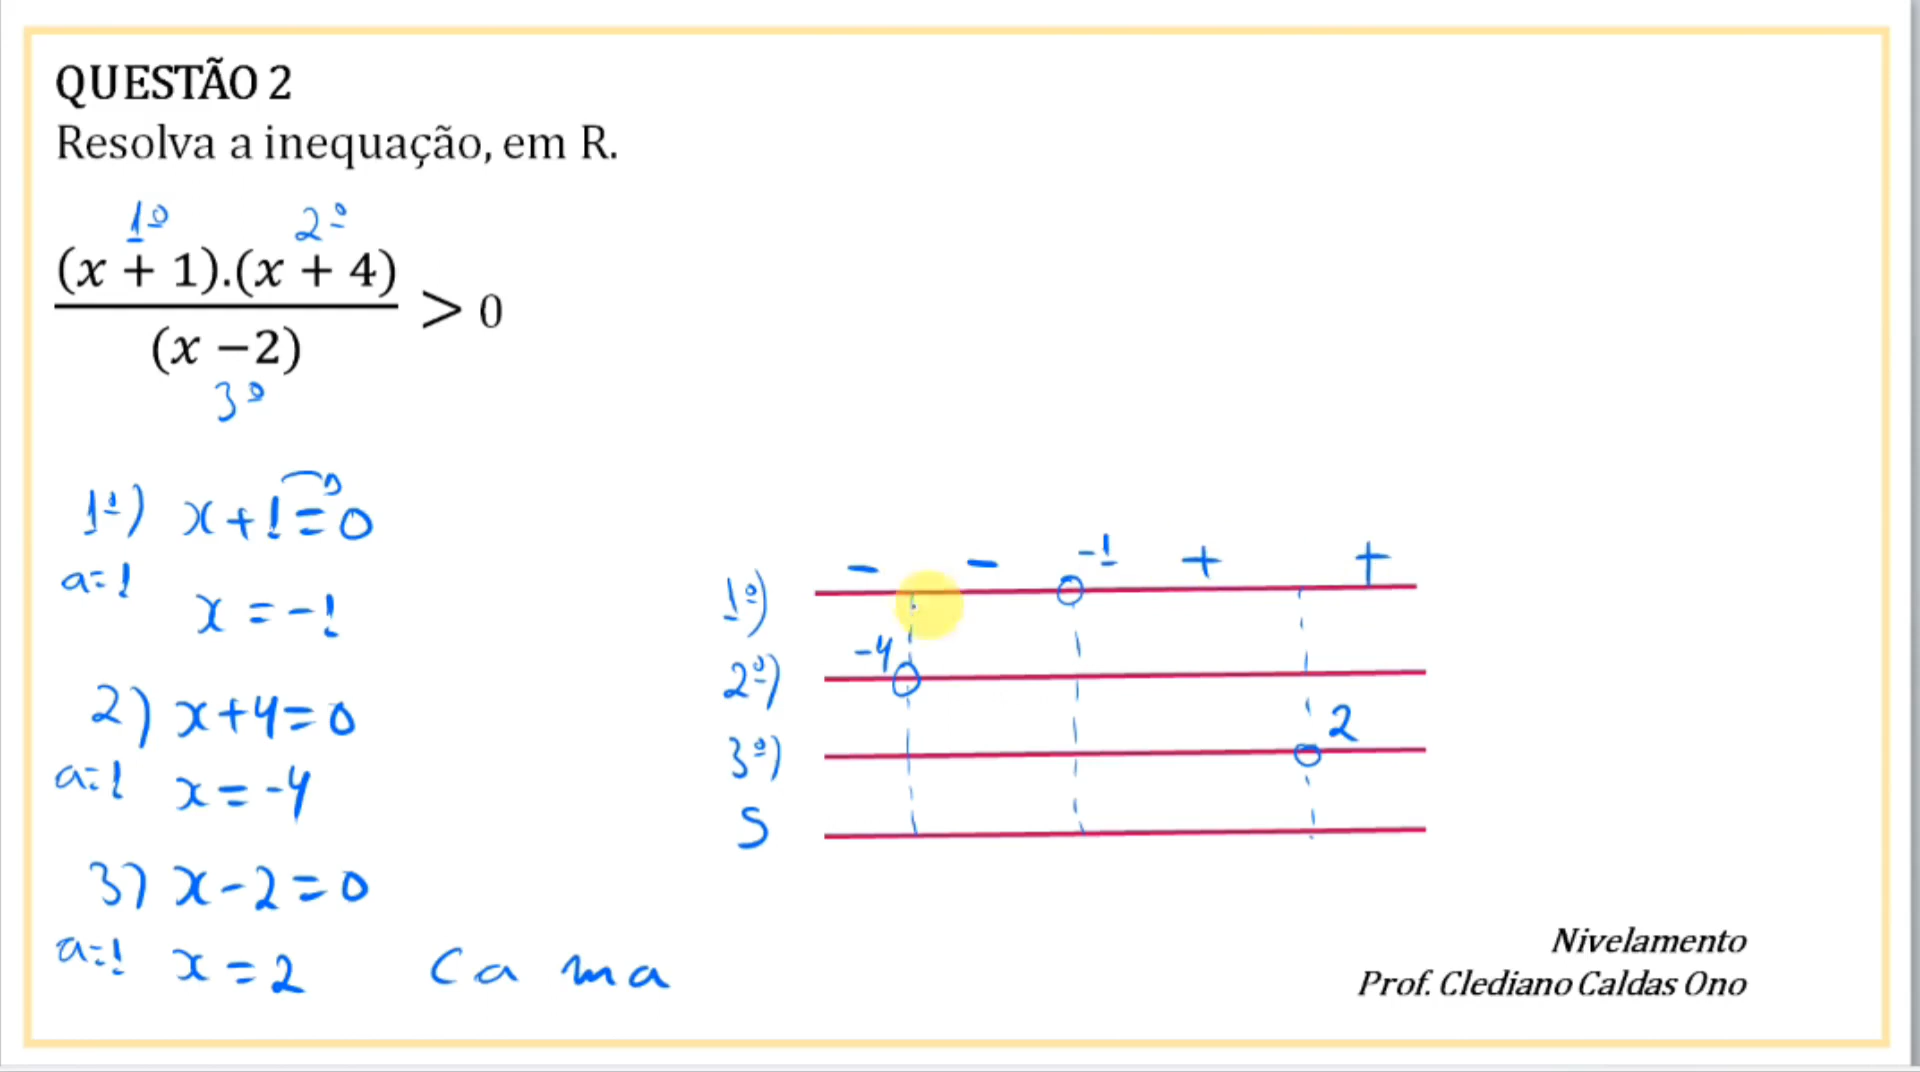 QUESTÃO 2
Resolva a inequação, em R.
1º 2º
(x + 1).(x + 4)
> 0
(x − 2)
3º
1º) x+1=0
a=1
x = -1
2) x+4=0
a=1 x = -4
3) x-2=0
a=1 x = 2
ca ma
- - -1 + +
1º)
-4
2º)
2
3º)
S
Nivelamento
Prof. Clediano Caldas Ono